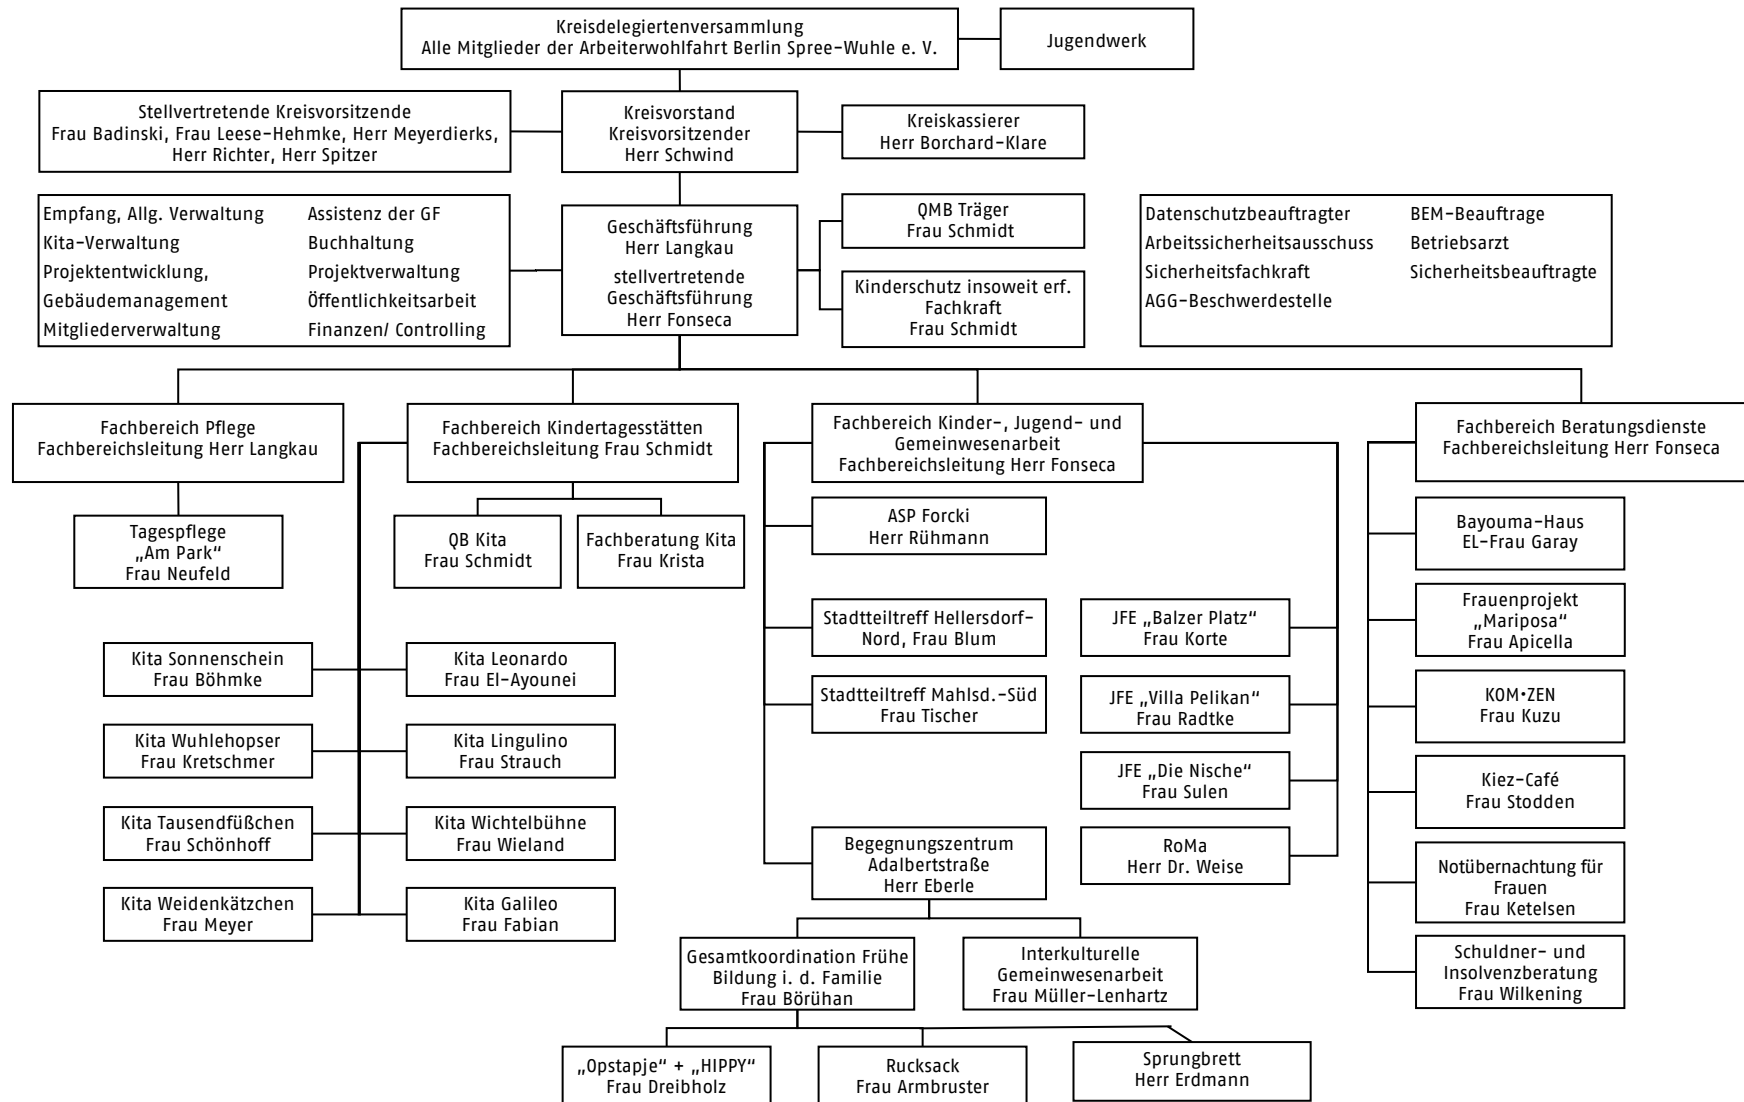 Kreisdelegiertenversammlung
Alle Mitglieder der Arbeiterwohlfahrt Berlin Spree-Wuhle e. V.
Jugendwerk
Stellvertretende Kreisvorsitzende
Frau Badinski, Frau Leese-Hehmke, Herr Meyerdierks,
Herr Richter, Herr Spitzer
Kreisvorstand
Kreisvorsitzender
Herr Schwind
Kreiskassierer
Herr Borchard-Klare
Empfang, Allg. Verwaltung
Kita-Verwaltung
Projektentwicklung,
Gebäudemanagement
Mitgliederverwaltung
Assistenz der GF
Buchhaltung
Projektverwaltung
Öffentlichkeitsarbeit
Finanzen/ Controlling
Geschäftsführung
Herr Langkau
stellvertretende
Geschäftsführung
Herr Fonseca
QMB Träger
Frau Schmidt
Kinderschutz insoweit erf.
Fachkraft
Frau Schmidt
Datenschutzbeauftragter
Arbeitssicherheitsausschuss
Sicherheitsfachkraft
AGG-Beschwerdestelle
BEM-Beauftrage
Betriebsarzt
Sicherheitsbeauftragte
Fachbereich Pflege
Fachbereichsleitung Herr Langkau
Fachbereich Kindertagesstätten
Fachbereichsleitung Frau Schmidt
Fachbereich Kinder-, Jugend- und
Gemeinwesenarbeit
Fachbereichsleitung Herr Fonseca
Fachbereich Beratungsdienste
Fachbereichsleitung Herr Fonseca
Tagespflege
„Am Park“
Frau Neufeld
QB Kita
Frau Schmidt
Fachberatung Kita
Frau Krista
Kita Sonnenschein
Frau Böhmke
Kita Leonardo
Frau El-Ayounei
Kita Wuhlehopser
Frau Kretschmer
Kita Lingulino
Frau Strauch
Kita Tausendfüßchen
Frau Schönhoff
Kita Wichtelbühne
Frau Wieland
Kita Weidenkätzchen
Frau Meyer
Kita Galileo
Frau Fabian
ASP Forcki
Herr Rühmann
Stadtteiltreff Hellersdorf-
Nord, Frau Blum
Stadtteiltreff Mahlsd.-Süd
Frau Tischer
JFE „Balzer Platz“
Frau Korte
JFE „Villa Pelikan“
Frau Radtke
JFE „Die Nische“
Frau Sulen
Begegnungszentrum
Adalbertstraße
Herr Eberle
RoMa
Herr Dr. Weise
Gesamtkoordination Frühe
Bildung i. d. Familie
Frau Börühan
Interkulturelle
Gemeinwesenarbeit
Frau Müller-Lenhartz
„Opstapje“ + „HIPPY“
Frau Dreibholz
Rucksack
Frau Armbruster
Sprungbrett
Herr Erdmann
Bayouma-Haus
EL-Frau Garay
Frauenprojekt
„Mariposa“
Frau Apicella
KOM•ZEN
Frau Kuzu
Kiez-Café
Frau Stodden
Notübernachtung für
Frauen
Frau Ketelsen
Schuldner- und
Insolvenzberatung
Frau Wilkening